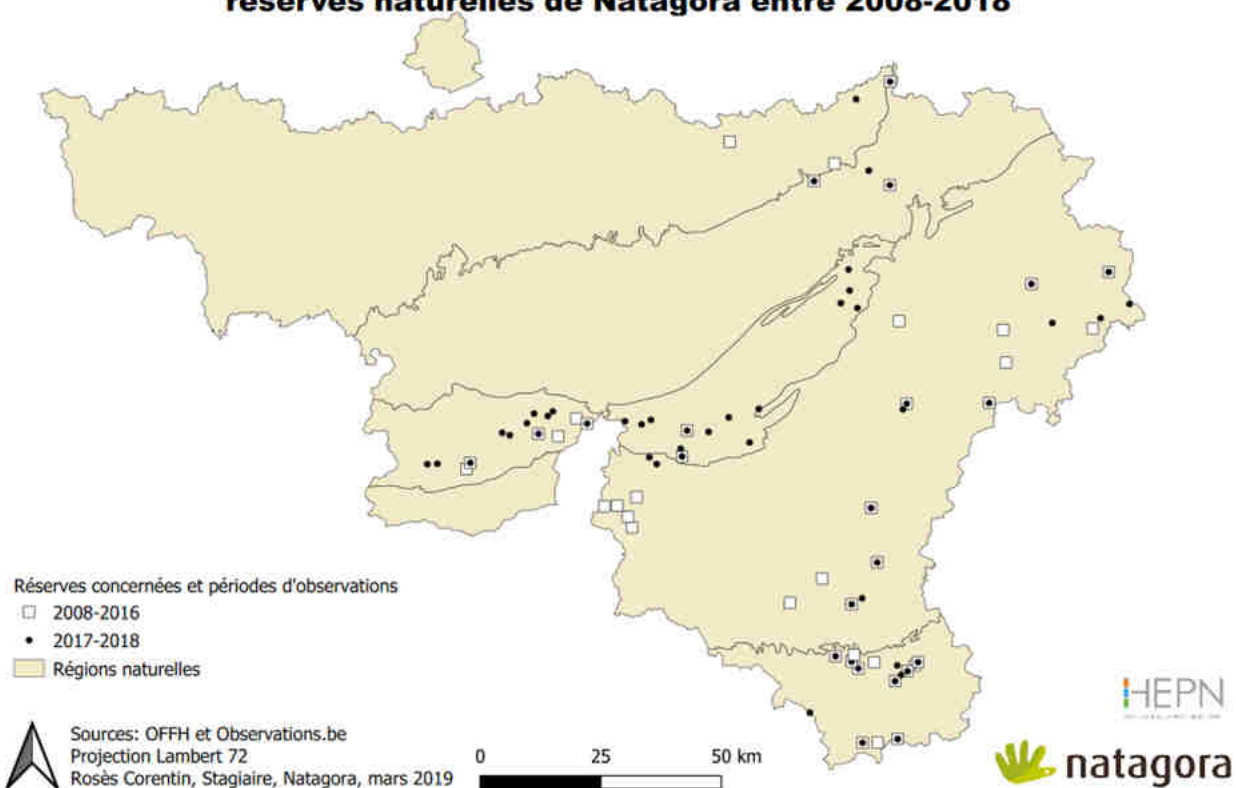 réserves naturelles de Natagora entre 2008-2018
Réserves concernées et périodes d'observations
2008-2016
2017-2018
Régions naturelles
Sources: OFFH et Observations.be
Projection Lambert 72
Rosès Corentin, Stagiaire, Natagora, mars 2019
0 25 50 km
HEPN
natagora